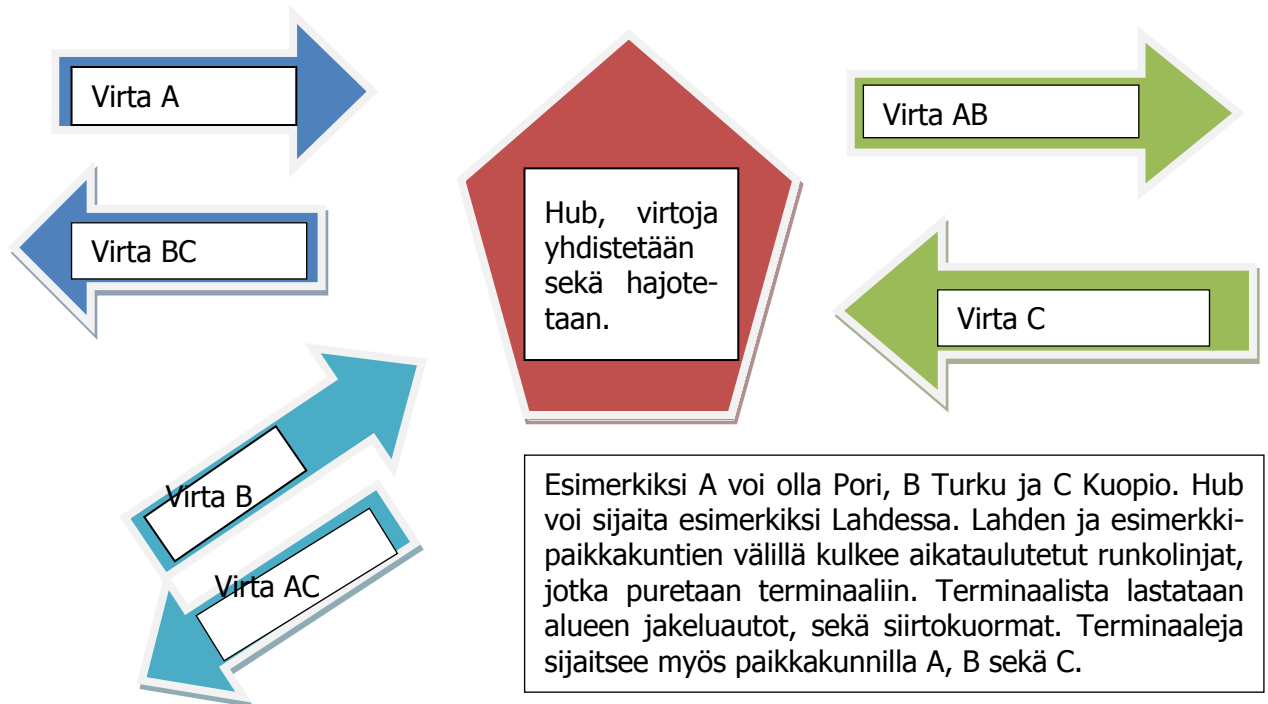 Virta A
Virta BC
Virta B
Virta AC
Hub, virtoja
yhdistetään
sekä hajote-
taan.
Virta AB
Virta C
Esimerkiksi A voi olla Pori, B Turku ja C Kuopio. Hub
voi sijaita esimerkiksi Lahdessa. Lahden ja esimerkki-
paikkakuntien välillä kulkee aikataulutetut runkolinjat,
jotka puretaan terminaaliin. Terminaalista lastataan
alueen jakeluautot, sekä siirtokuormat. Terminaaleja
sijaitsee myös paikkakunnilla A, B sekä C.